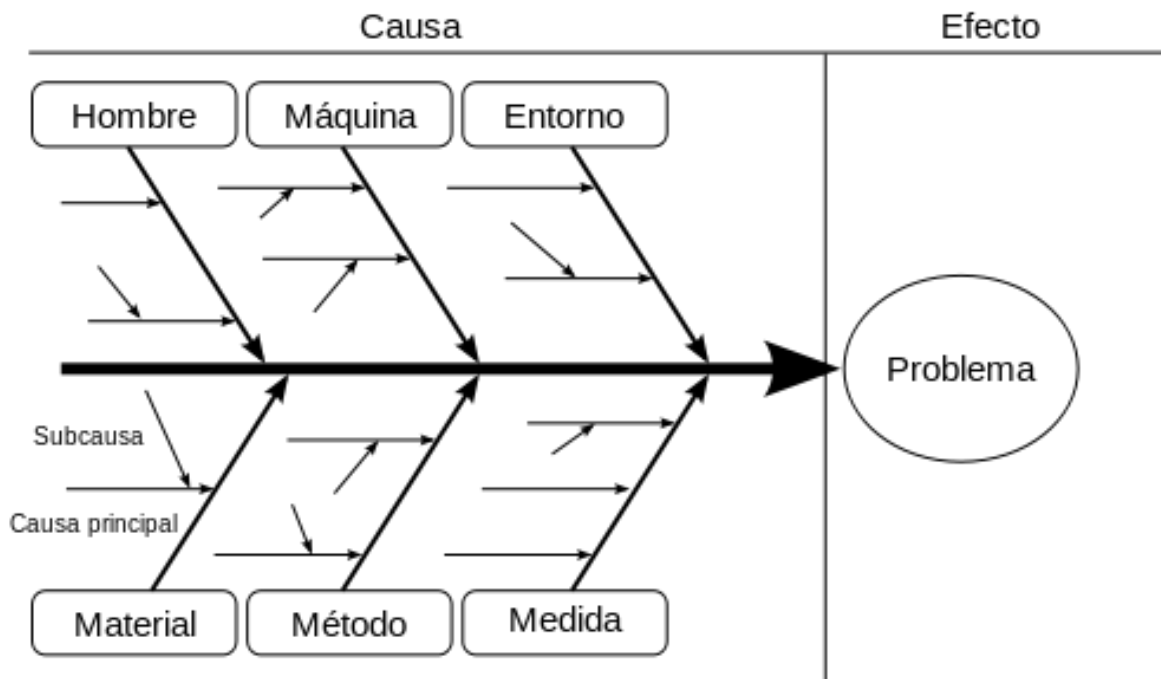 Causa
Efecto
Hombre
Máquina
Entorno
Problema
Subcausa
Causa principal
Material
Método
Medida